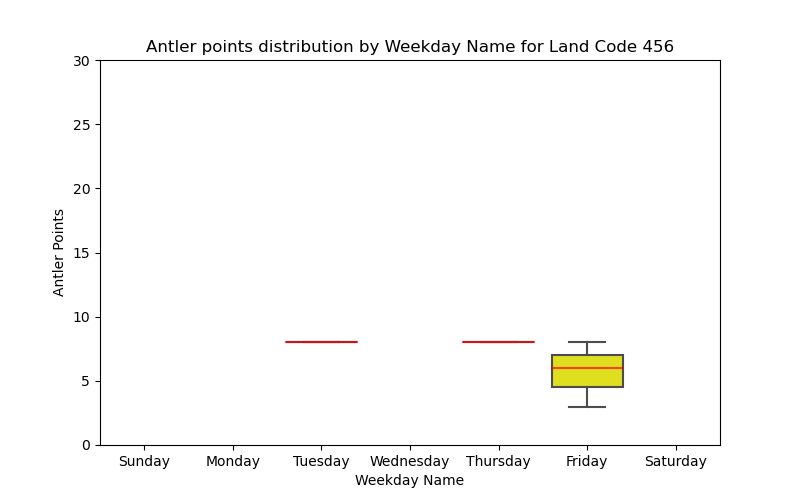 Antler points distribution by Weekday Name for Land Code 456
30
25
20
15
10
5
0
Antler Points
Sunday Monday Tuesday Wednesday Thursday Friday Saturday
Weekday Name